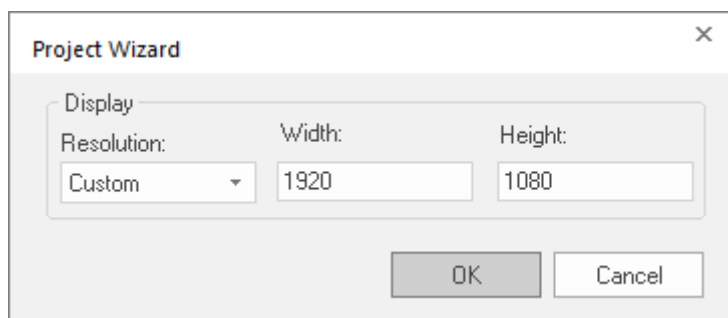 Project Wizard
Display
Resolution:
Width:
Height:
Custom
1920
1080
OK
Cancel